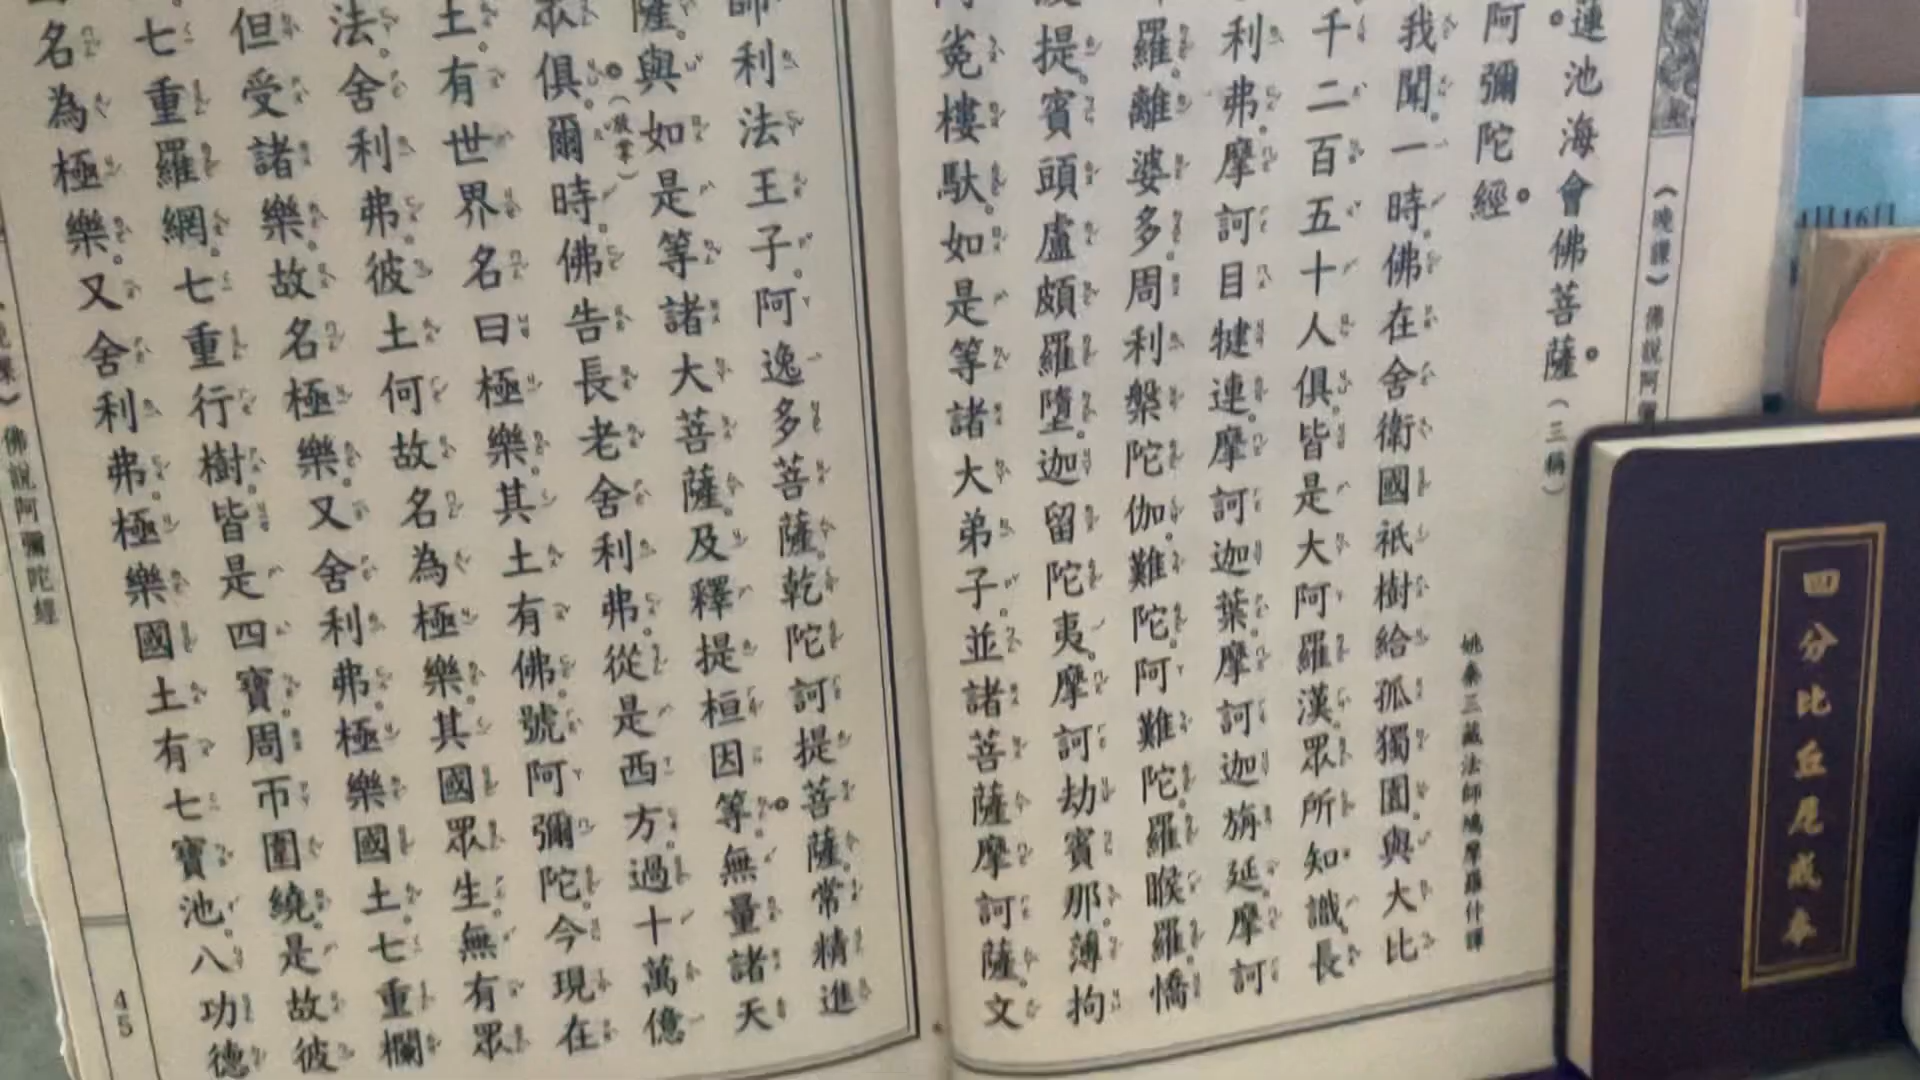 蓮池海會佛菩薩。（三稱）
阿彌陀經。
姚秦三藏法師鳩摩羅什譯
我聞。一時。佛在舍衛國祇樹給孤獨園。與大比
千二百五十人俱。皆是大阿羅漢。眾所知識。長
利弗。摩訶目犍連。摩訶迦葉。摩訶迦旃延。摩訶
羅。離婆多。周利槃陀伽。難陀。阿難陀。羅睺羅。憍
提。賓頭盧頗羅墮。迦留陀夷。摩訶劫賓那。薄拘
㝹樓馱。如是等諸大弟子。並諸菩薩摩訶薩。文
師利法王子。阿逸多菩薩。乾陀訶提菩薩。常精進
薩。與如是等諸大菩薩。及釋提桓因等。無量諸天
眾俱。（散掌）爾時。佛告長老舍利弗。從是西方。過十萬億
土。有世界名曰極樂。其土有佛。號阿彌陀。今現在
法。舍利弗。彼土何故名為極樂。其國眾生。無有眾
但受諸樂。故名極樂。又舍利弗。極樂國土。七重欄
七重羅網。七重行樹。皆是四寶。周帀圍繞。是故彼
名為極樂。又舍利弗。極樂國土。有七寶池。八功德
《晚課》佛說阿彌
課》佛說阿彌陀經
45
四分比丘尼戒本
16